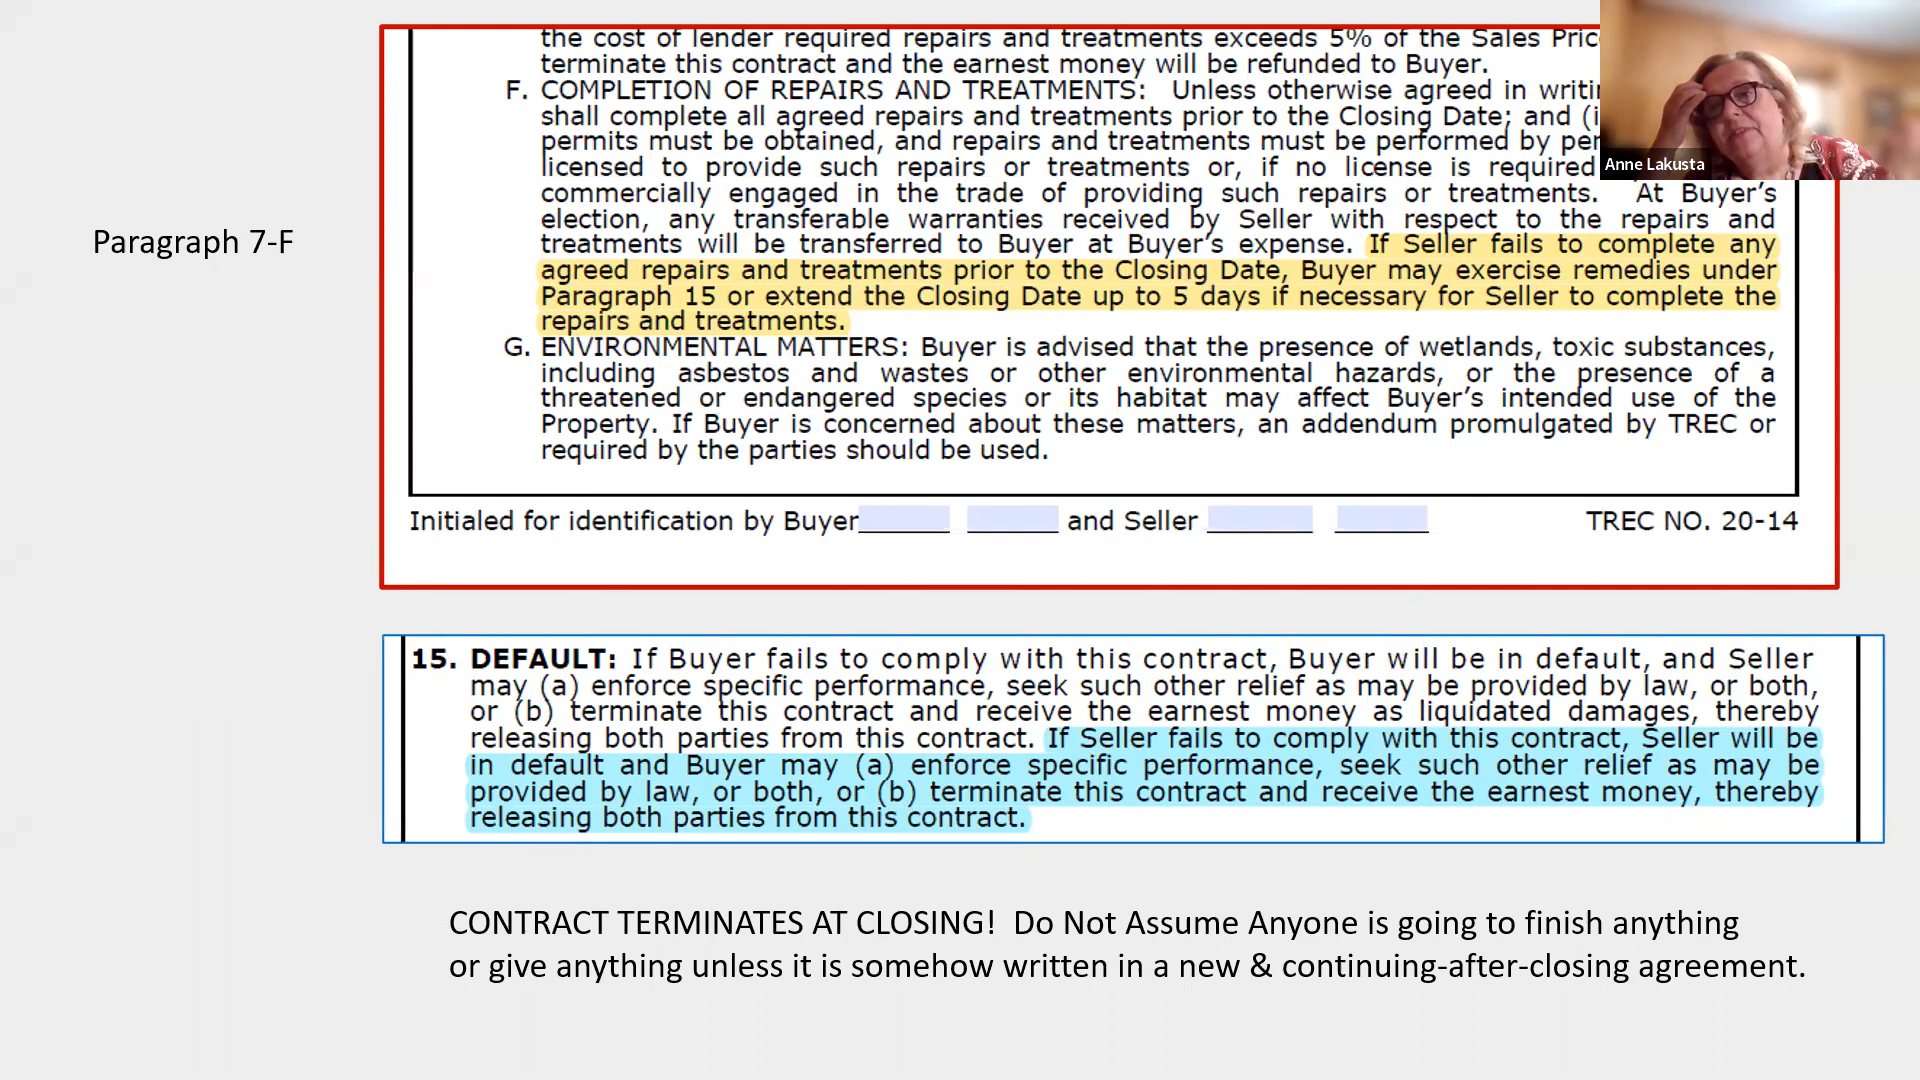 the cost of lender required repairs and treatments exceeds 5% of the Sales
terminate this contract and the earnest money will be refunded to Buyer.
F. COMPLETION OF REPAIRS AND TREATMENTS: Unless otherwise agreed in
shall complete all agreed repairs and treatments prior to the Closing Date; and
permits must be obtained, and repairs and treatments must be performed by
licensed to provide such repairs or treatments or, if no license is required
commercially engaged in the trade of providing such repairs or treatments. At Buyer's
election, any transferable warranties received by Seller with respect to the repairs and
treatments will be transferred to Buyer at Buyer's expense. If Seller fails to complete any
agreed repairs and treatments prior to the Closing Date, Buyer may exercise remedies under
Paragraph 15 or extend the Closing Date up to 5 days if necessary for Seller to complete the
repairs and treatments.
G. ENVIRONMENTAL MATTERS: Buyer is advised that the presence of wetlands, toxic substances,
including asbestos and wastes or other environmental hazards, or the presence of a
threatened or endangered species or its habitat may affect Buyer's intended use of the
Property. If Buyer is concerned about these matters, an addendum promulgated by TREC or
required by the parties should be used.
Initialed for identification by Buyer and Seller TREC NO. 20-14
Anne Lakusta
Paragraph 7-F
15. DEFAULT: If Buyer fails to comply with this contract, Buyer will be in default, and Seller
may (a) enforce specific performance, seek such other relief as may be provided by law, or both,
or (b) terminate this contract and receive the earnest money as liquidated damages, thereby
releasing both parties from this contract. If Seller fails to comply with this contract, Seller will be
in default and Buyer may (a) enforce specific performance, seek such other relief as may be
provided by law, or both, or (b) terminate this contract and receive the earnest money, thereby
releasing both parties from this contract.
CONTRACT TERMINATES AT CLOSING! Do Not Assume Anyone is going to finish anything
or give anything unless it is somehow written in a new & continuing-after-closing agreement.